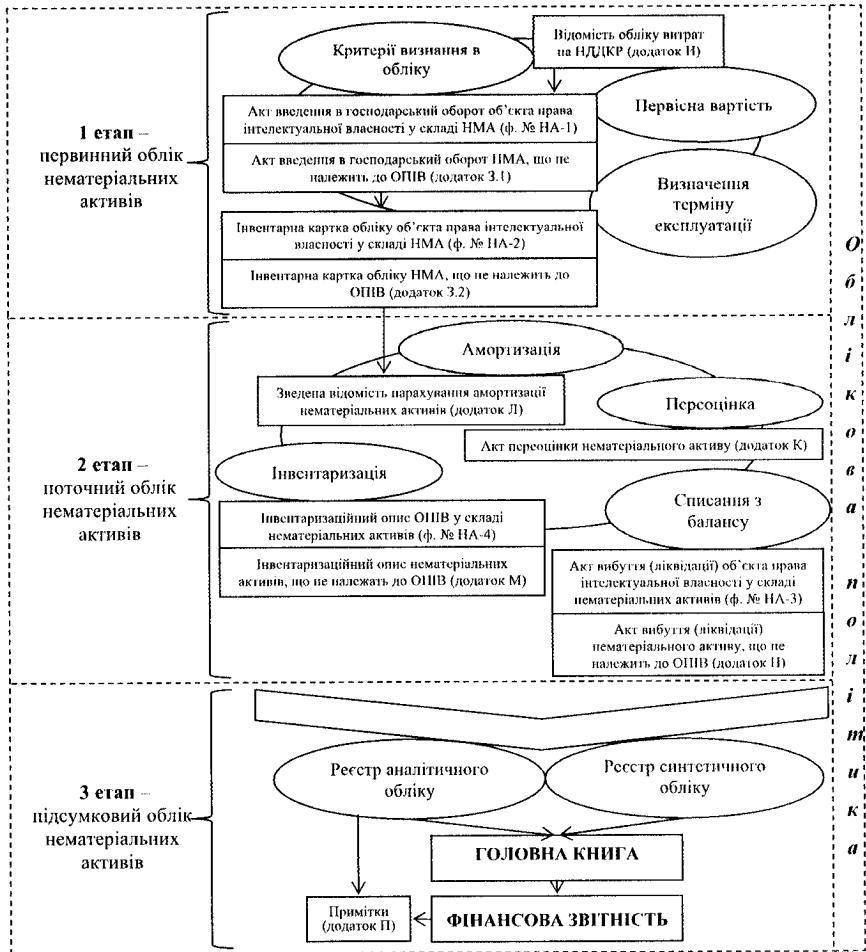 Відомість обліку витрат
на НДДКР (додаток И)
Критерії визнання в
обліку
Акт введення в господарський оборот об’єкта права
інтелектуальної власності у складі НМА (ф. № НА-1)
Акт введення в господарський оборот НМА, що не
належить до ОПІВ (додаток З.1)
Первісна вартість
Визначення
терміну
експлуатації
1 етап –
первинний облік
нематеріальних
активів
Інвентарна картка обліку об’єкта права інтелектуальної
власності у складі НМА (ф. № НА-2)
Інвентарна картка обліку НМА, що не належить до
ОПІВ (додаток З.2)
Амортизація
Зведена відомість нарахування амортизації
нематеріальних активів (додаток Л)
Переоцінка
Акт переоцінки нематеріального активу (додаток К)
2 етап –
поточний облік
нематеріальних
активів
Інвентаризація
Інвентаризаційний опис ОПІВ у складі
нематеріальних активів (ф. № НА-4)
Інвентаризаційний опис нематеріальних
активів, що не належать до ОПІВ (додаток М)
Списання з
балансу
Акт вибуття (ліквідації) об’єкта права
інтелектуальної власності у складі
нематеріальних активів (ф. № НА-3)
Акт вибуття (ліквідації)
нематеріального активу, що не
належить до ОПІВ (додаток Н)
3 етап –
підсумковий облік
нематеріальних
активів
Реєстр аналітичного
обліку
Реєстр синтетичного
обліку
ГОЛОВНА КНИГА
Примітки
(додаток П)
ФІНАНСОВА ЗВІТНІСТЬ
Облікова політика